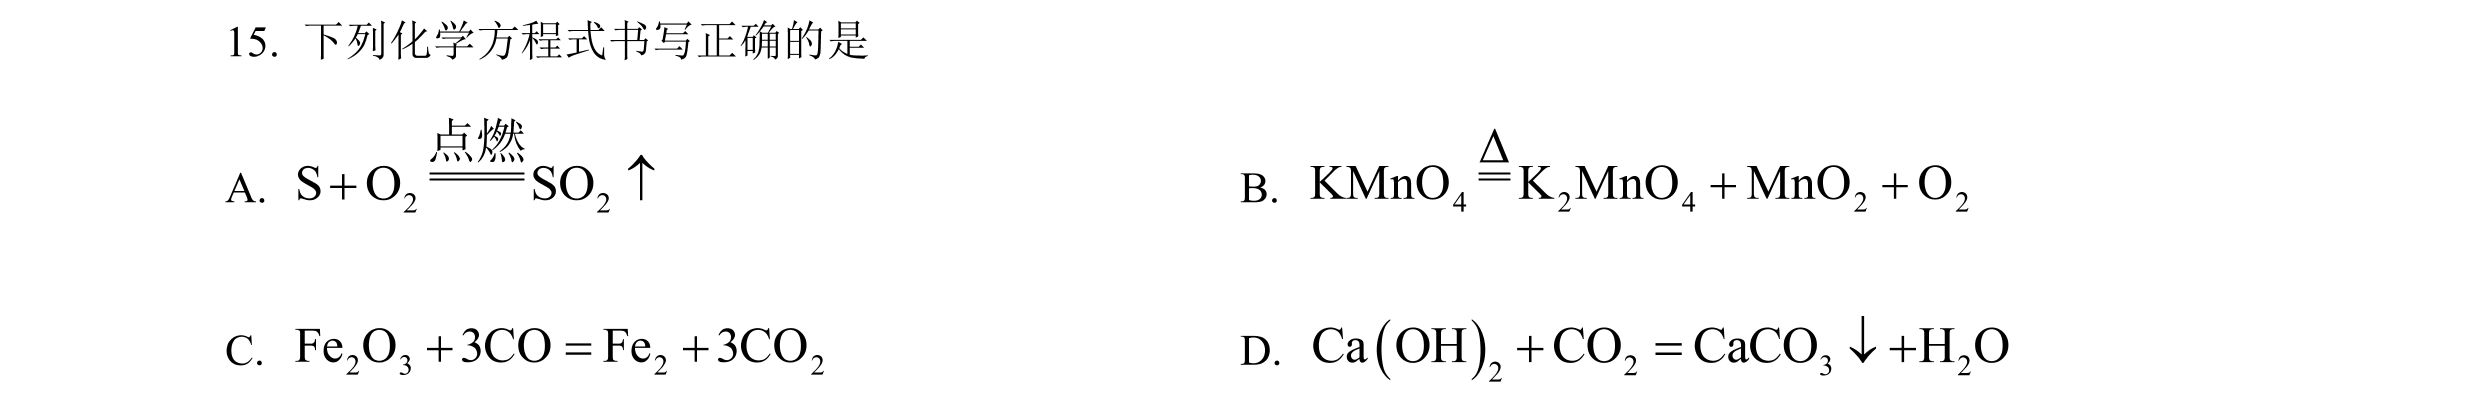 15. 下列化学方程式书写正确的是
A. S+O₂ 点燃═ SO₂↑ B. KMnO₄ Δ═ K₂MnO₄+MnO₂+O₂
C. Fe₂O₃+3CO=Fe₂+3CO₂ D. Ca(OH)₂+CO₂=CaCO₃↓+H₂O